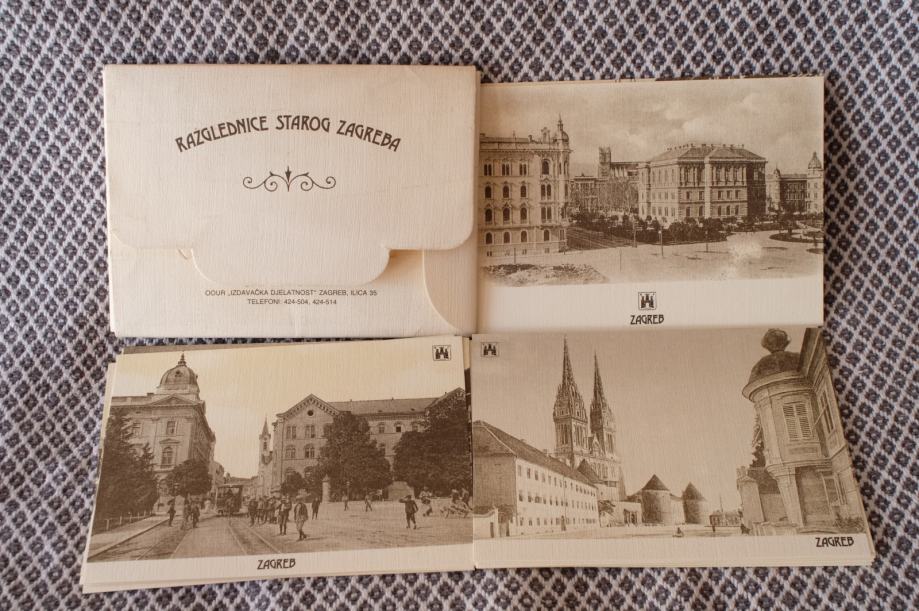 RAZGLEDNICE STAROG ZAGREBA
OOUR „IZDAVAČKA DJELATNOST" ZAGREB, ILICA 35
TELEFONI: 424-504, 424-514
ZAGREB
ZAGREB
ZAGREB